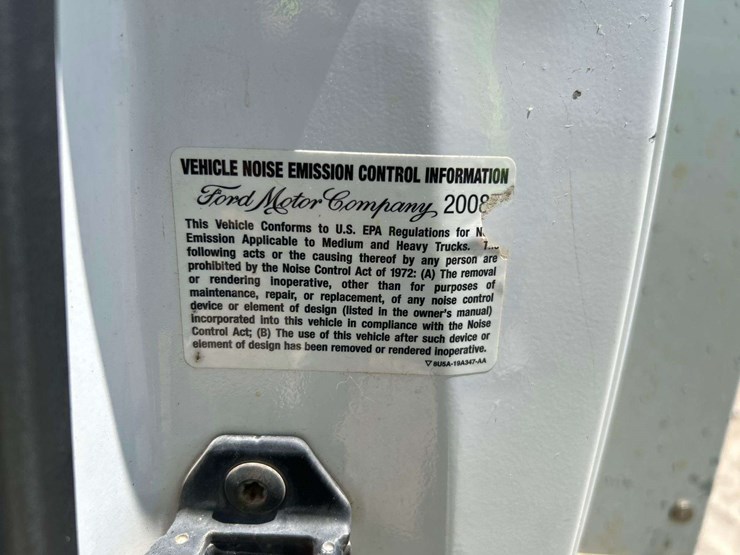 VEHICLE NOISE EMISSION CONTROL INFORMATION
Ford Motor Company, 2008
This Vehicle Conforms to U.S. EPA Regulations for
Emission Applicable to Medium and Heavy Trucks.
following acts or the causing thereof by any person are
prohibited by the Noise Control Act of 1972: (A) The removal
or rendering inoperative, other than for purposes of
maintenance, repair, or replacement, of any noise control
device or element of design (listed in the owner's manual)
incorporated into this vehicle in compliance with the Noise
Control Act; (B) The use of this vehicle after such device or
element of design has been removed or rendered inoperative.
▽ 8U5A-19A347-AA